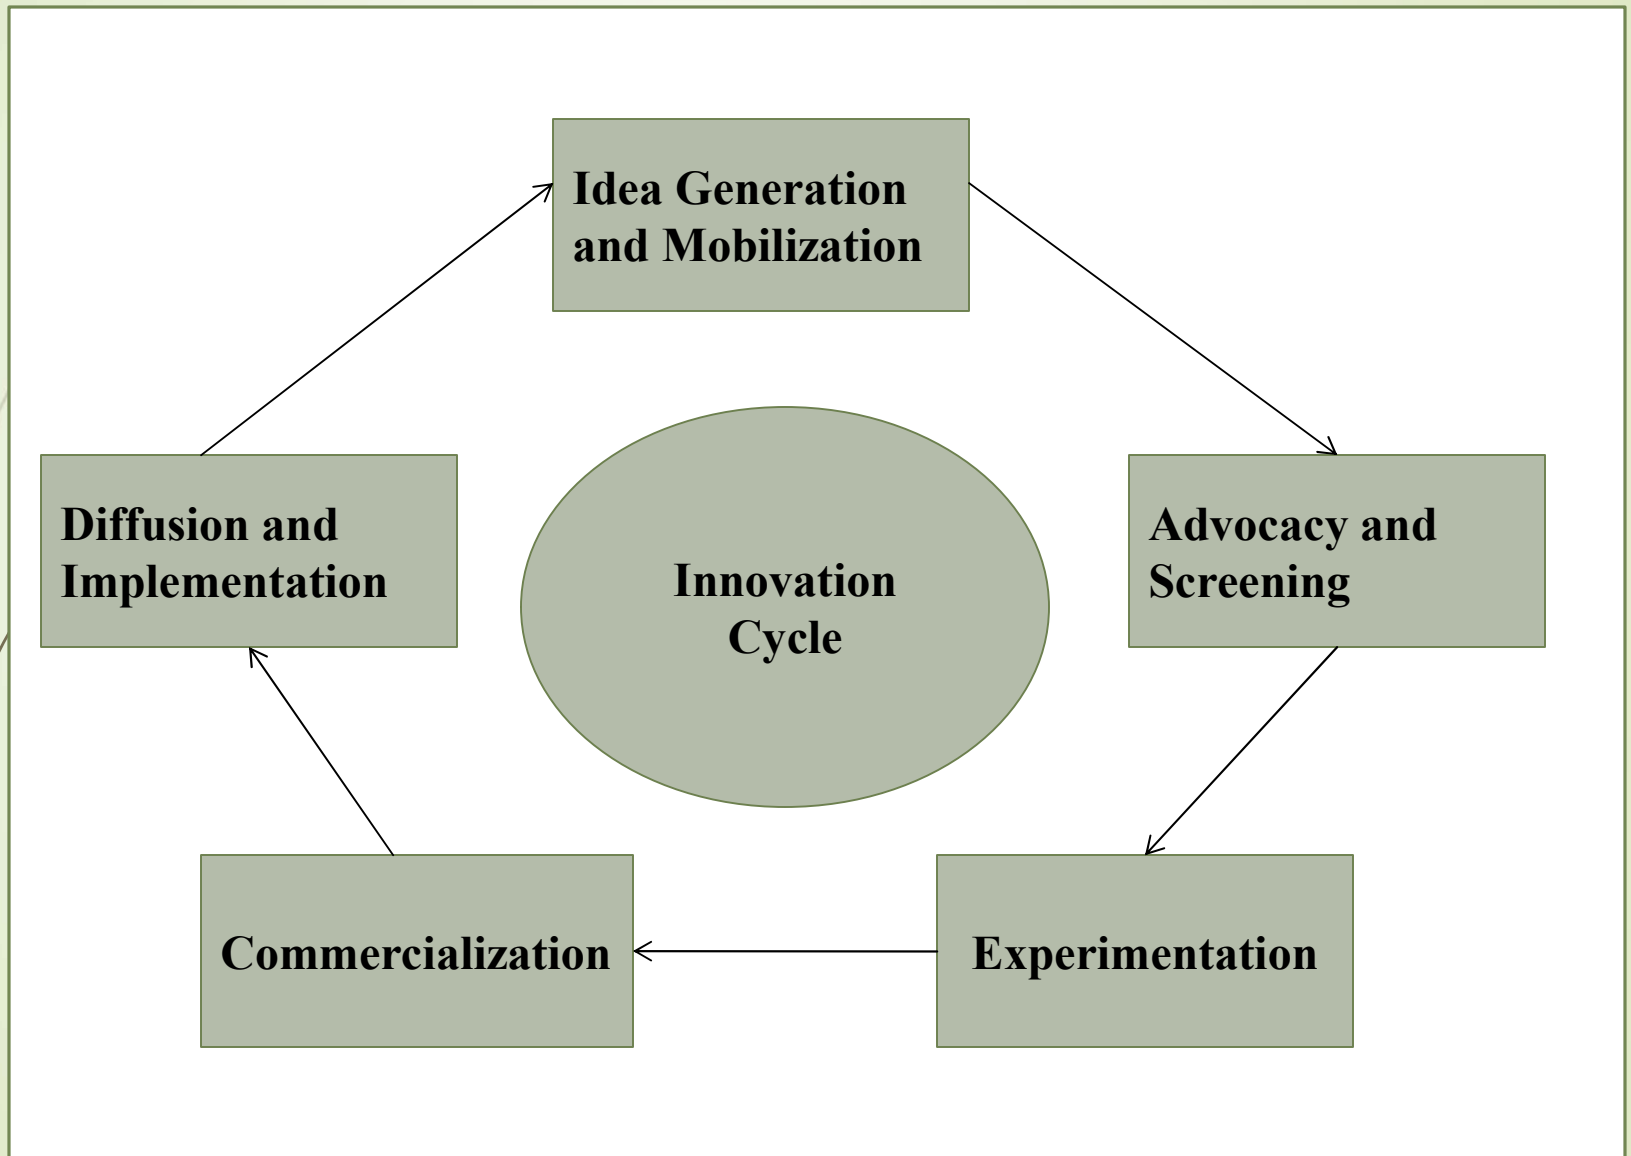 Idea Generation
and Mobilization
Advocacy and
Screening
Experimentation
Commercialization
Diffusion and
Implementation
Innovation
Cycle